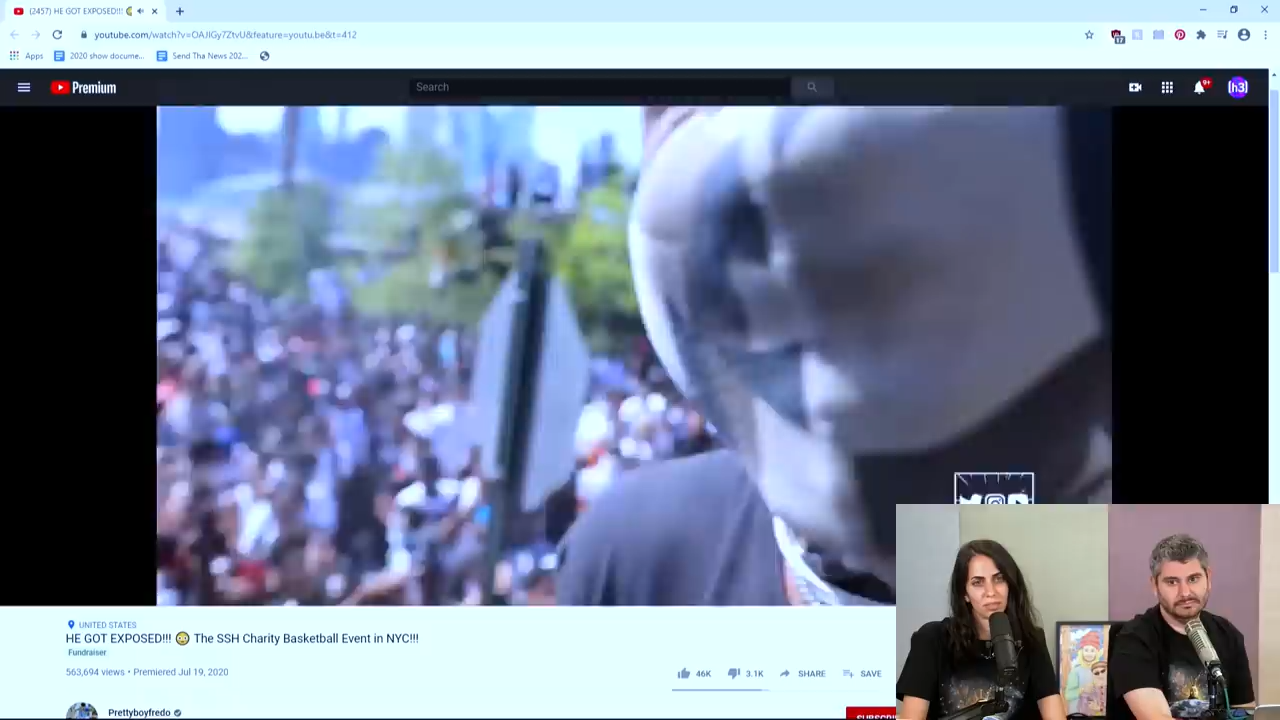 (2457) HE GOT EXPOSED!!! 😳
youtube.com/watch?v=OAJIGy7ZtvU&feature=youtu.be&t=412
17
Apps
2020 show docume...
Send Tha News 202...
Premium
Search
9+
(h3)
UNITED STATES
HE GOT EXPOSED!!! 😳 The SSH Charity Basketball Event in NYC!!!
Fundraiser
563,694 views • Premiered Jul 19, 2020
46K
3.1K
SHARE
SAVE
Prettyboyfredo